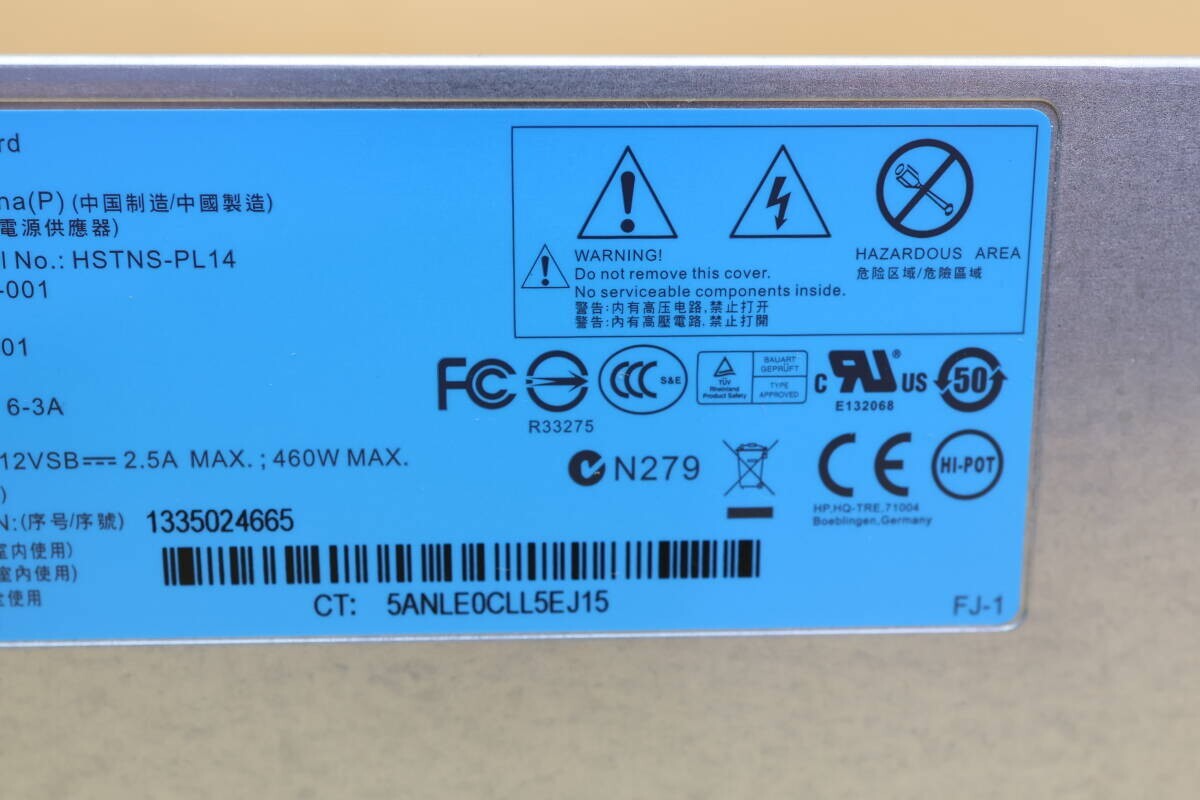 rd
na(P) (中国制造/中國製造)
電源供應器)
l No.: HSTNS-PL14
-001
01
6-3A
12VSB⎓ 2.5A MAX. ; 460W MAX.
)
N:(序号/序號) 1335024665
室内使用)
室內使用)
使用
CT: 5ANLE0CLL5EJ15
WARNING!
Do not remove this cover.
No serviceable components inside.
警告:内有高压电路,禁止打开
警告:內有高壓電路,禁止打開
HAZARDOUS AREA
危险区域/危險區域
FC
R33275
CCC S&E
TÜV
Rheinland
Product Safety
BAUART
GEPRÜFT
TYPE
APPROVED
c RU ® US
E132068
50
N279
CE
HI-POT
HP,HQ-TRE,71004
Boeblingen,Germany
FJ-1